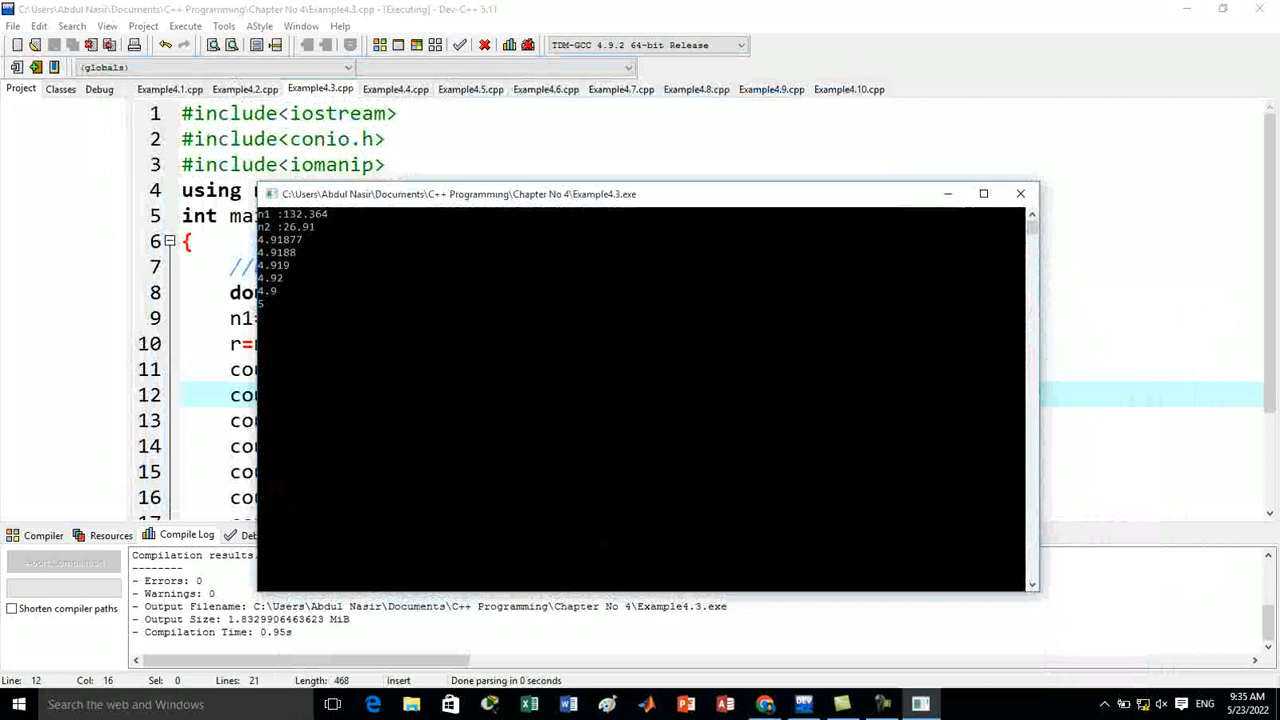 C:\Users\Abdul Nasir\Documents\C++ Programming\Chapter No 4\Example4.3.cpp - [Executing] - Dev-C++ 5.11
File Edit Search View Project Execute Tools AStyle Window Help
TDM-GCC 4.9.2 64-bit Release
(globals)
Project Classes Debug Example4.1.cpp Example4.2.cpp Example4.3.cpp Example4.4.cpp Example4.5.cpp Example4.6.cpp Example4.7.cpp Example4.8.cpp Example4.9.cpp Example4.10.cpp
1 #include<iostream>
2 #include<conio.h>
3 #include<iomanip>
4 using
5 int
6 {
7 //
8
9 n1
10 r=
11
12
13
14
15
16
C:\Users\Abdul Nasir\Documents\C++ Programming\Chapter No 4\Example4.3.exe
n1 :132.364
n2 :26.91
4.91877
4.9188
4.919
4.92
4.9
5
Compiler Resources Compile Log
Abort Compilation
Shorten compiler paths
Compilation results.
--------
- Errors: 0
- Warnings: 0
- Output Filename: C:\Users\Abdul Nasir\Documents\C++ Programming\Chapter No 4\Example4.3.exe
- Output Size: 1.8329906463623 MiB
- Compilation Time: 0.95s
Line: 12 Col: 16 Sel: 0 Lines: 21 Length: 468 Insert Done parsing in 0 seconds
Search the web and Windows
ENG
9:35 AM
5/23/2022